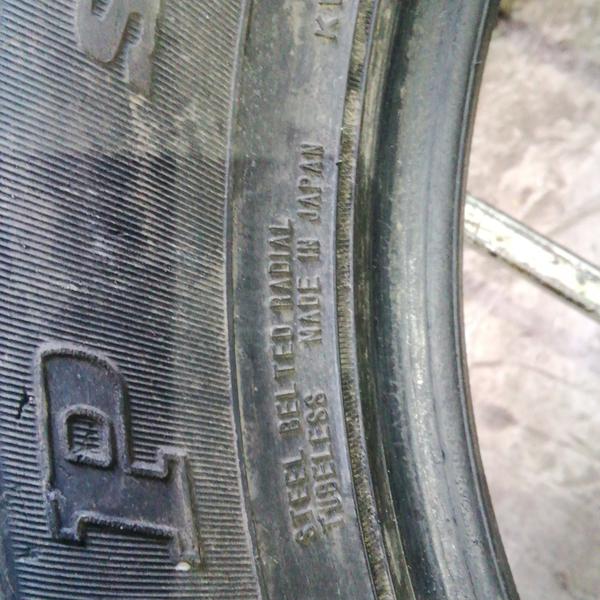 S
STEEL BELTED RADIAL
TUBELESS MADE IN JAPAN
P